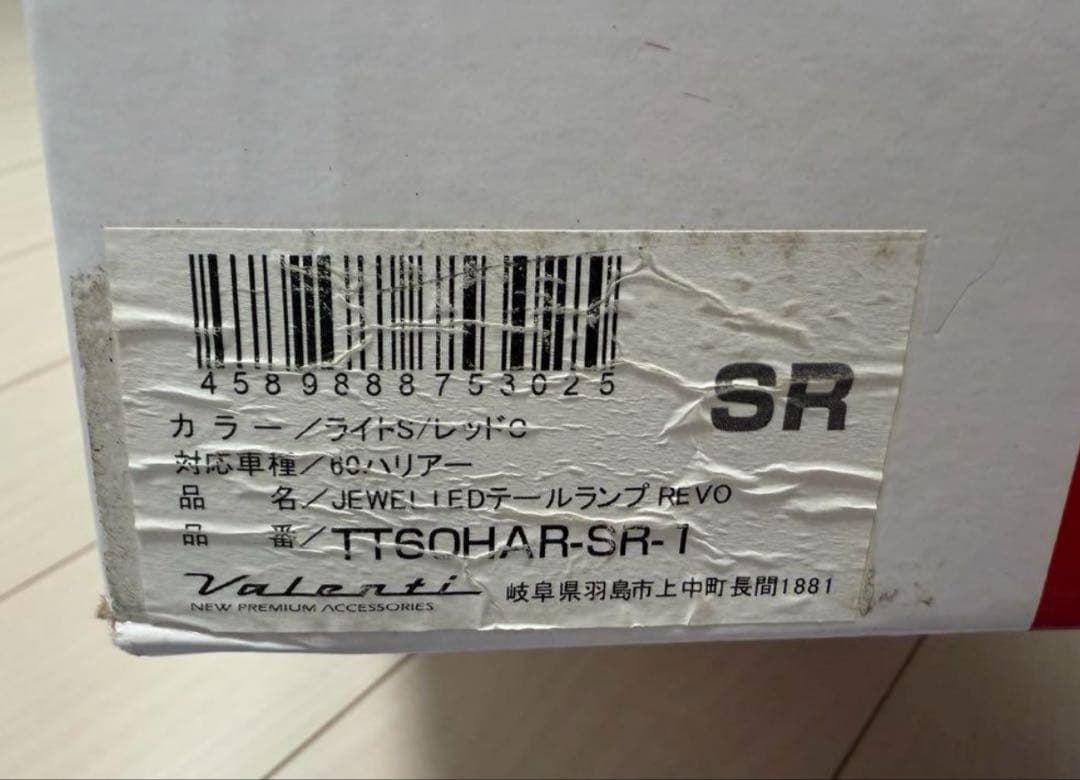 4589888753025
SR
カラー/ライトS/レッドC
対応車種/60ハリアー
品　名/JEWEL LEDテールランプ REVO
品　番/TT60HAR-SR-1
Valenti
NEW PREMIUM ACCESSORIES
岐阜県羽島市上中町長間1881